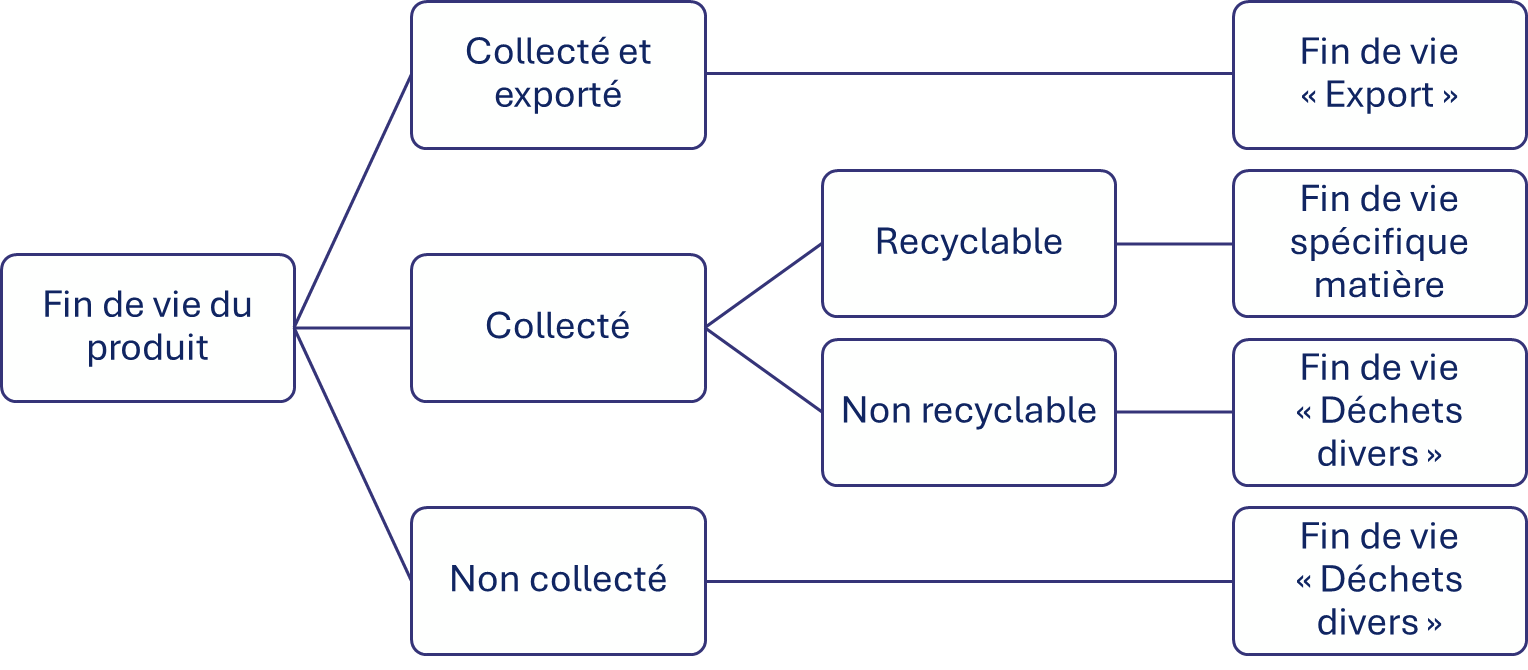 Collecté et
exporté
Fin de vie
« Export »
Recyclable
Fin de vie
spécifique
matière
Fin de vie du
produit
Collecté
Non recyclable
Fin de vie
« Déchets
divers »
Non collecté
Fin de vie
« Déchets
divers »